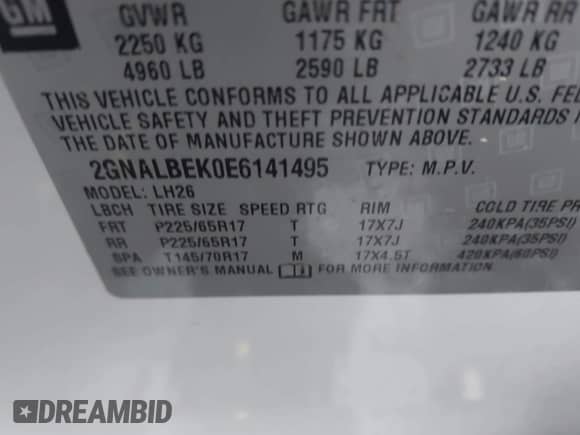 GM
GVWR GAWR FRT GAWR RR
2250 KG 1175 KG 1240 KG
4960 LB 2590 LB 2733 LB
THIS VEHICLE CONFORMS TO ALL APPLICABLE U.S. FED
VEHICLE SAFETY AND THEFT PREVENTION STANDARDS I
THE DATE OF MANUFACTURE SHOWN ABOVE.
2GNALBEK0E6141495 TYPE: M.P.V.
MODEL: LH26
LBCH TIRE SIZE SPEED RTG RIM COLD TIRE PR
FRT P225/65R17 T 17X7J 240KPA(35PSI)
RR P225/65R17 T 17X7J 240KPA(35PSI)
SPA T145/70R17 M 17X4.5T 420KPA(60PSI)
SEE OWNER'S MANUAL FOR MORE INFORMATION
DREAMBID